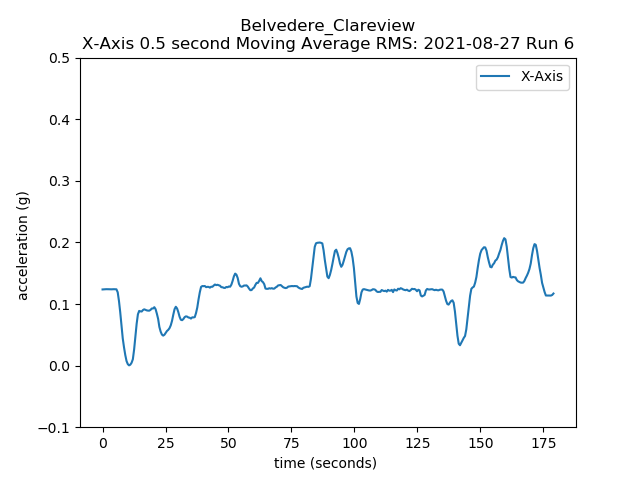 Belvedere_Clareview
X-Axis 0.5 second Moving Average RMS: 2021-08-27 Run 6
X-Axis
acceleration (g)
0.5
0.4
0.3
0.2
0.1
0.0
−0.1
0 25 50 75 100 125 150 175
time (seconds)